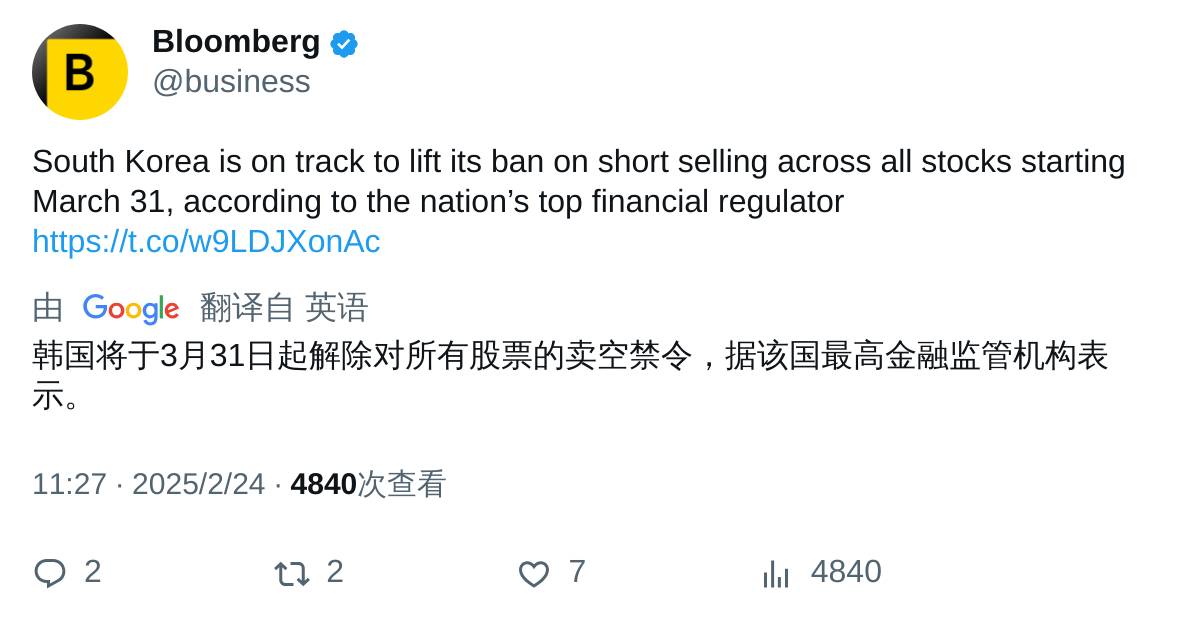 B
Bloomberg
@business
South Korea is on track to lift its ban on short selling across all stocks starting
March 31, according to the nation’s top financial regulator
https://t.co/w9LDJXonAc
由 Google 翻译自 英语
韩国将于3月31日起解除对所有股票的卖空禁令，据该国最高金融监管机构表
示。
11:27 · 2025/2/24 · 4840次查看
2 2 7 4840